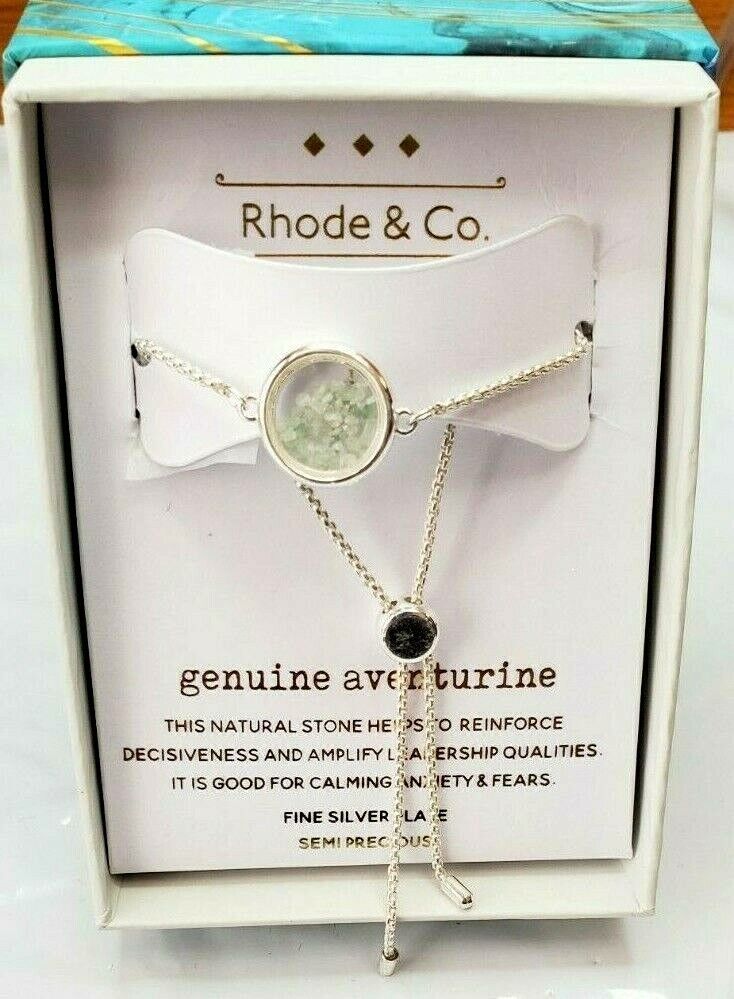 Rhode & Co.
genuine aventurine
THIS NATURAL STONE HELPS TO REINFORCE
DECISIVENESS AND AMPLIFY LEADERSHIP QUALITIES.
IT IS GOOD FOR CALMING ANXIETY & FEARS.
FINE SILVER PLATE
SEMI PRECIOUS